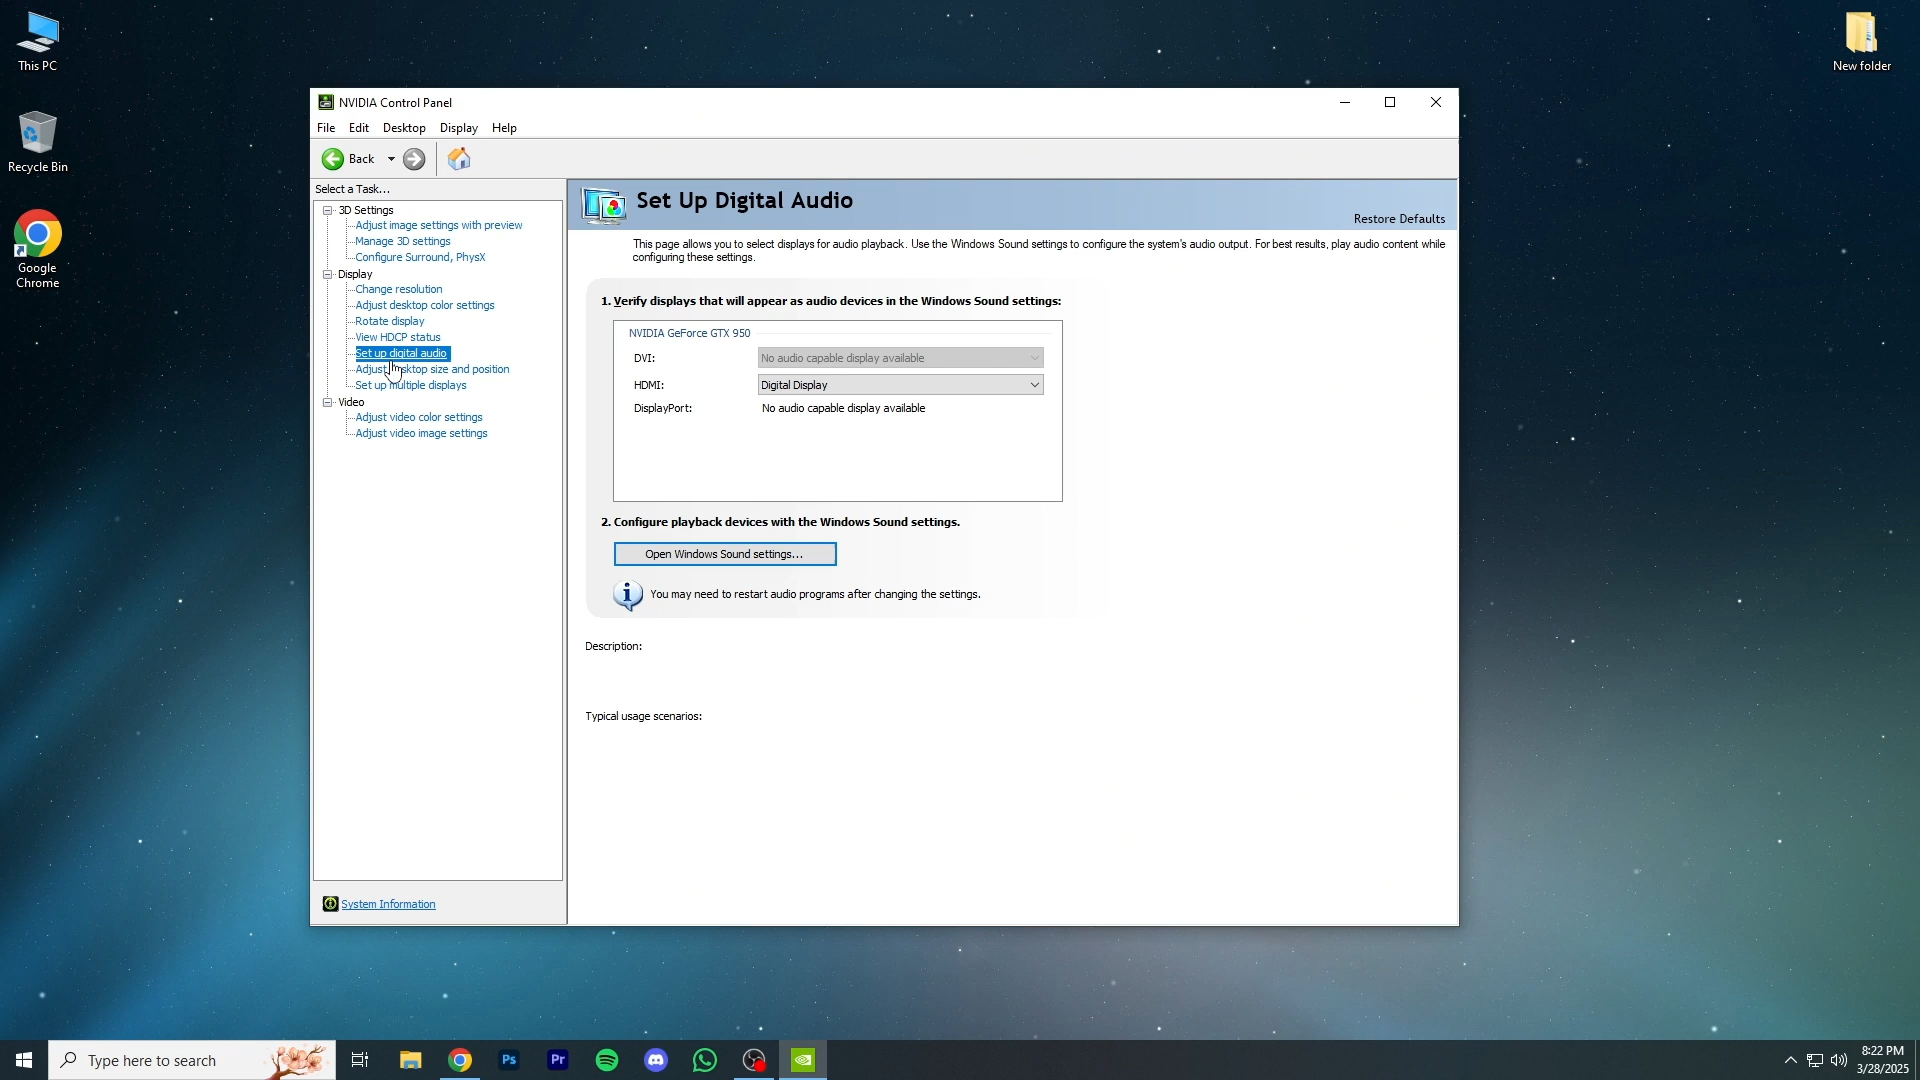 This PC
Recycle Bin
Google
Chrome
New folder
NVIDIA Control Panel
File Edit Desktop Display Help
Back
Select a Task...
3D Settings
Adjust image settings with preview
Manage 3D settings
Configure Surround, PhysX
Display
Change resolution
Adjust desktop color settings
Rotate display
View HDCP status
Set up digital audio
Adjust desktop size and position
Set up multiple displays
Video
Adjust video color settings
Adjust video image settings
System Information
Set Up Digital Audio
Restore Defaults
This page allows you to select displays for audio playback. Use the Windows Sound settings to configure the system's audio output. For best results, play audio content while
configuring these settings.
1. Verify displays that will appear as audio devices in the Windows Sound settings:
NVIDIA GeForce GTX 950
DVI: No audio capable display available
HDMI: Digital Display
DisplayPort: No audio capable display available
2. Configure playback devices with the Windows Sound settings.
Open Windows Sound settings...
You may need to restart audio programs after changing the settings.
Description:
Typical usage scenarios:
Type here to search
Ps
Pr
8:22 PM
3/28/2025